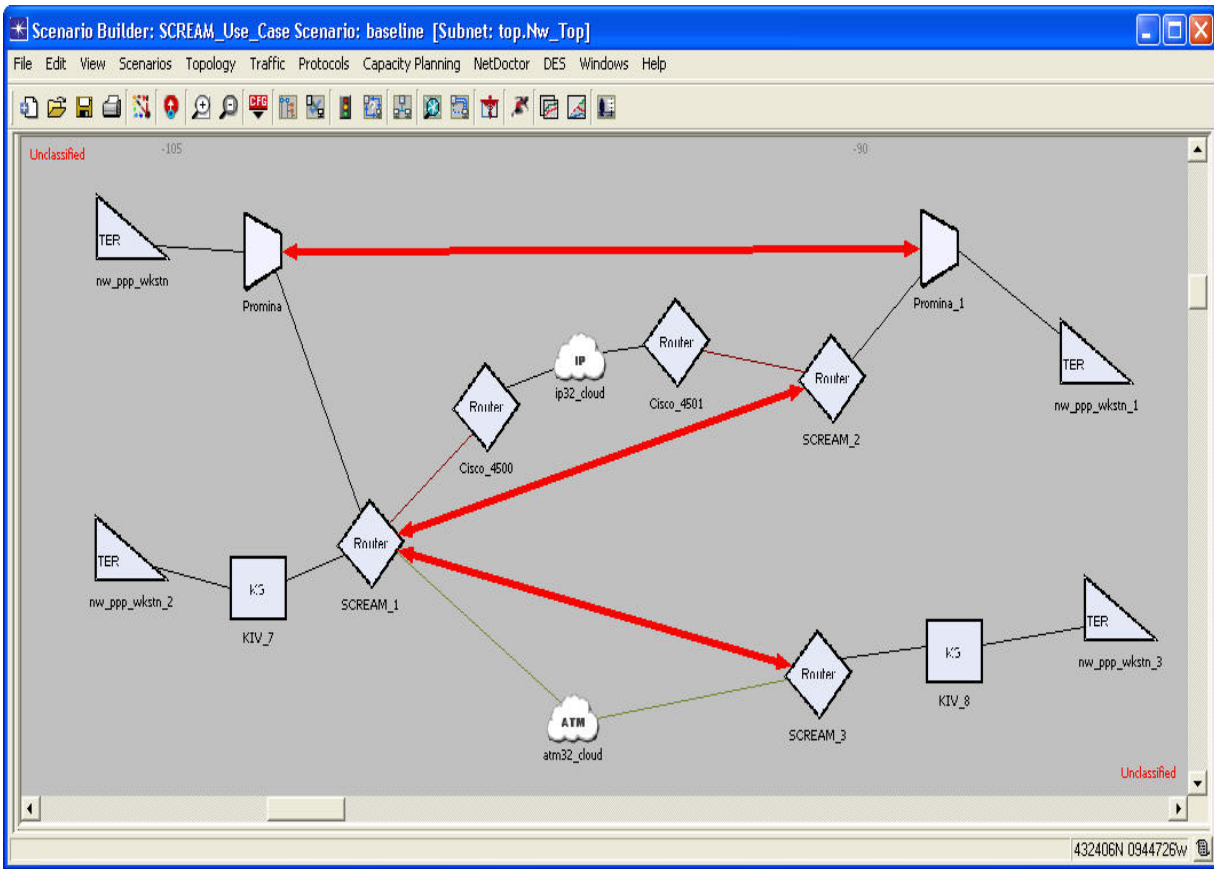 Scenario Builder: SCREAM_Use_Case Scenario: baseline [Subnet: top.Nw_Top]
File Edit View Scenarios Topology Traffic Protocols Capacity Planning NetDoctor DES Windows Help
CFG
Unclassified
-105
-90
TER
nw_ppp_wkstn
Promina
Promina_1
IP
ip32_cloud
Router
Cisco_4501
Router
SCREAM_2
TER
nw_ppp_wkstn_1
Router
Cisco_4500
TER
nw_ppp_wkstn_2
KG
KIV_7
Router
SCREAM_1
ATM
atm32_cloud
Router
SCREAM_3
KG
KIV_8
TER
nw_ppp_wkstn_3
Unclassified
432406N 0944726w